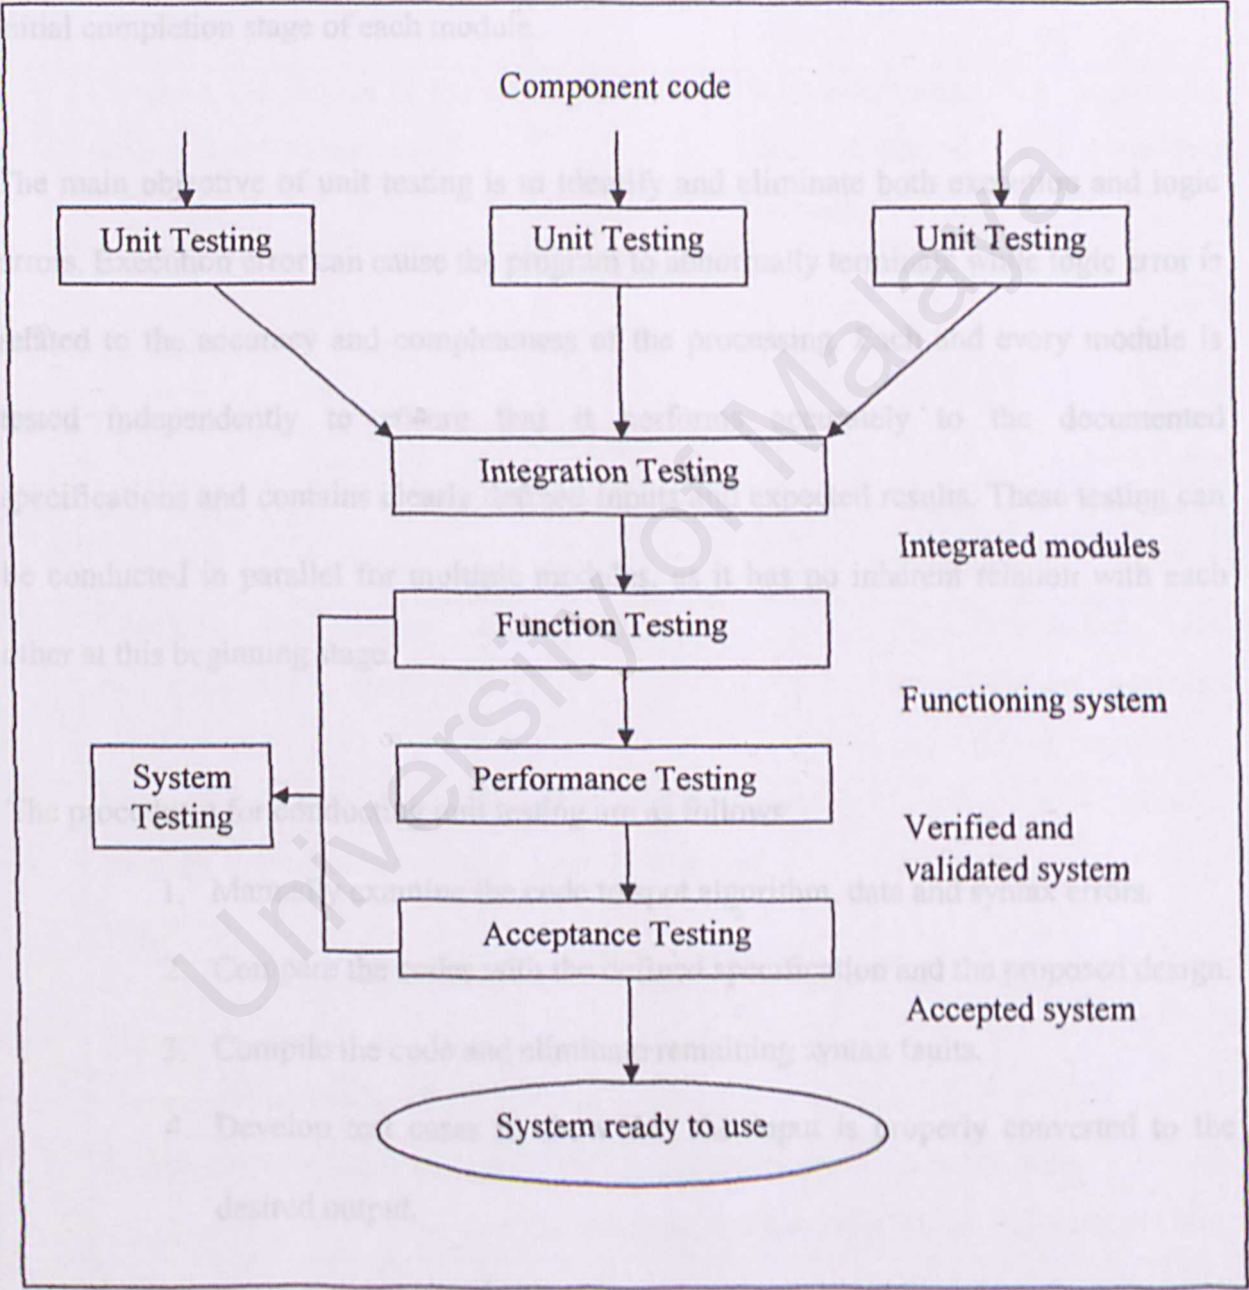 initial completion stage of each module.
Component code
The main objective of unit testing is to identify and eliminate both execution and logic
Unit Testing
Unit Testing
Unit Testing
errors. Execution error can cause the program to abnormally terminate while logic error is
related to the accuracy and completeness of the processing. Each and every module is
tested independently to ensure that it performs accurately to the documented
Integration Testing
specifications and contains clearly defined inputs and expected results. These testing can
Integrated modules
be conducted in parallel for multiple modules, as it has no inherent relation with each
Function Testing
other at this beginning stage.
Functioning system
System
Testing
Performance Testing
The procedures for conducting unit testing are as follows:
Verified and
validated system
1. Manually examine the code to spot algorithm, data and syntax errors.
Acceptance Testing
2. Compare the codes with the defined specification and the proposed design.
Accepted system
3. Compile the code and eliminate remaining syntax faults.
System ready to use
4 Develop test cases input is properly converted to the
desired output.
University of Malaya